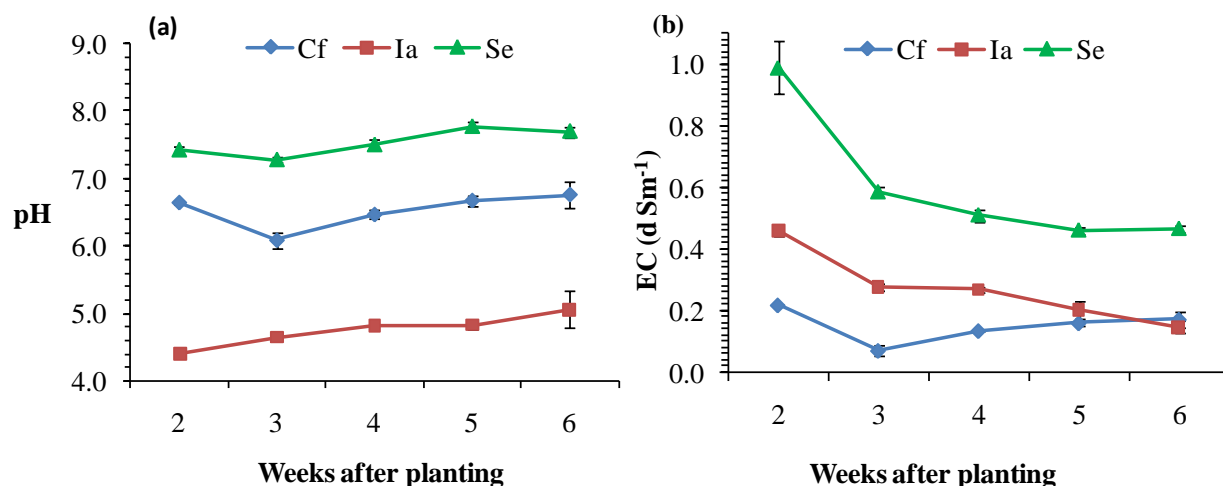 (a)
Cf Ia Se
9.0
8.0
7.0
6.0
5.0
4.0
pH
2 3 4 5 6
Weeks after planting
(b)
Cf Ia Se
1.0
0.8
0.6
0.4
0.2
0.0
EC (d Sm⁻¹)
2 3 4 5 6
Weeks after planting